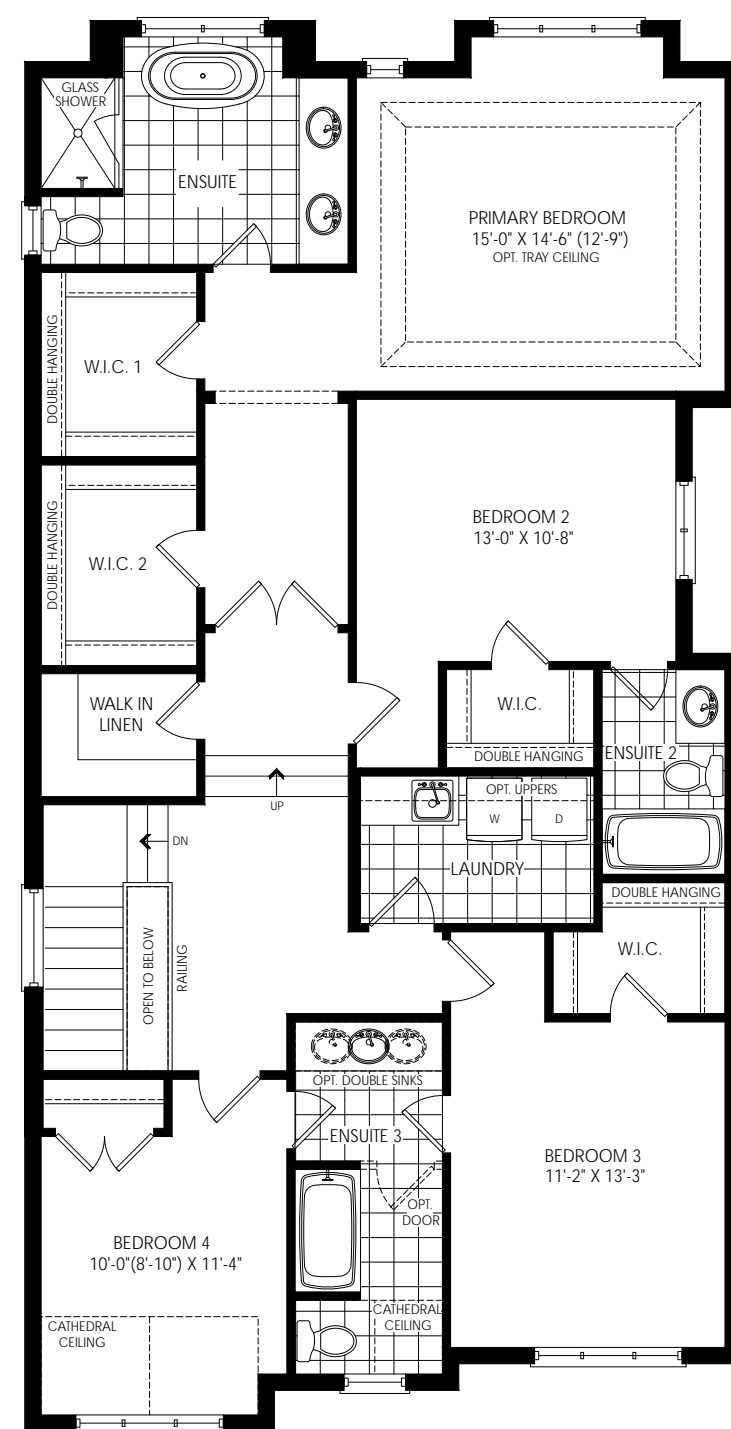 GLASS
SHOWER
ENSUITE
PRIMARY BEDROOM
15'-0" X 14'-6" (12'-9")
OPT. TRAY CEILING
DOUBLE HANGING
W.I.C. 1
DOUBLE HANGING
W.I.C. 2
BEDROOM 2
13'-0" X 10'-8"
WALK IN
LINEN
W.I.C.
DOUBLE HANGING
ENSUITE 2
UP
OPT. UPPERS
W
D
LAUNDRY
DN
OPEN TO BELOW
RAILING
DOUBLE HANGING
W.I.C.
OPT. DOUBLE SINKS
ENSUITE 3
OPT.
DOOR
BEDROOM 3
11'-2" X 13'-3"
BEDROOM 4
10'-0"(8'-10") X 11'-4"
CATHEDRAL
CEILING
CATHEDRAL
CEILING